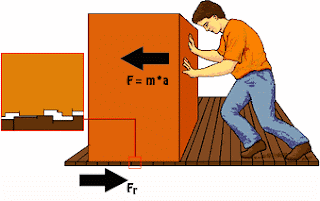 F = m*a
Fr